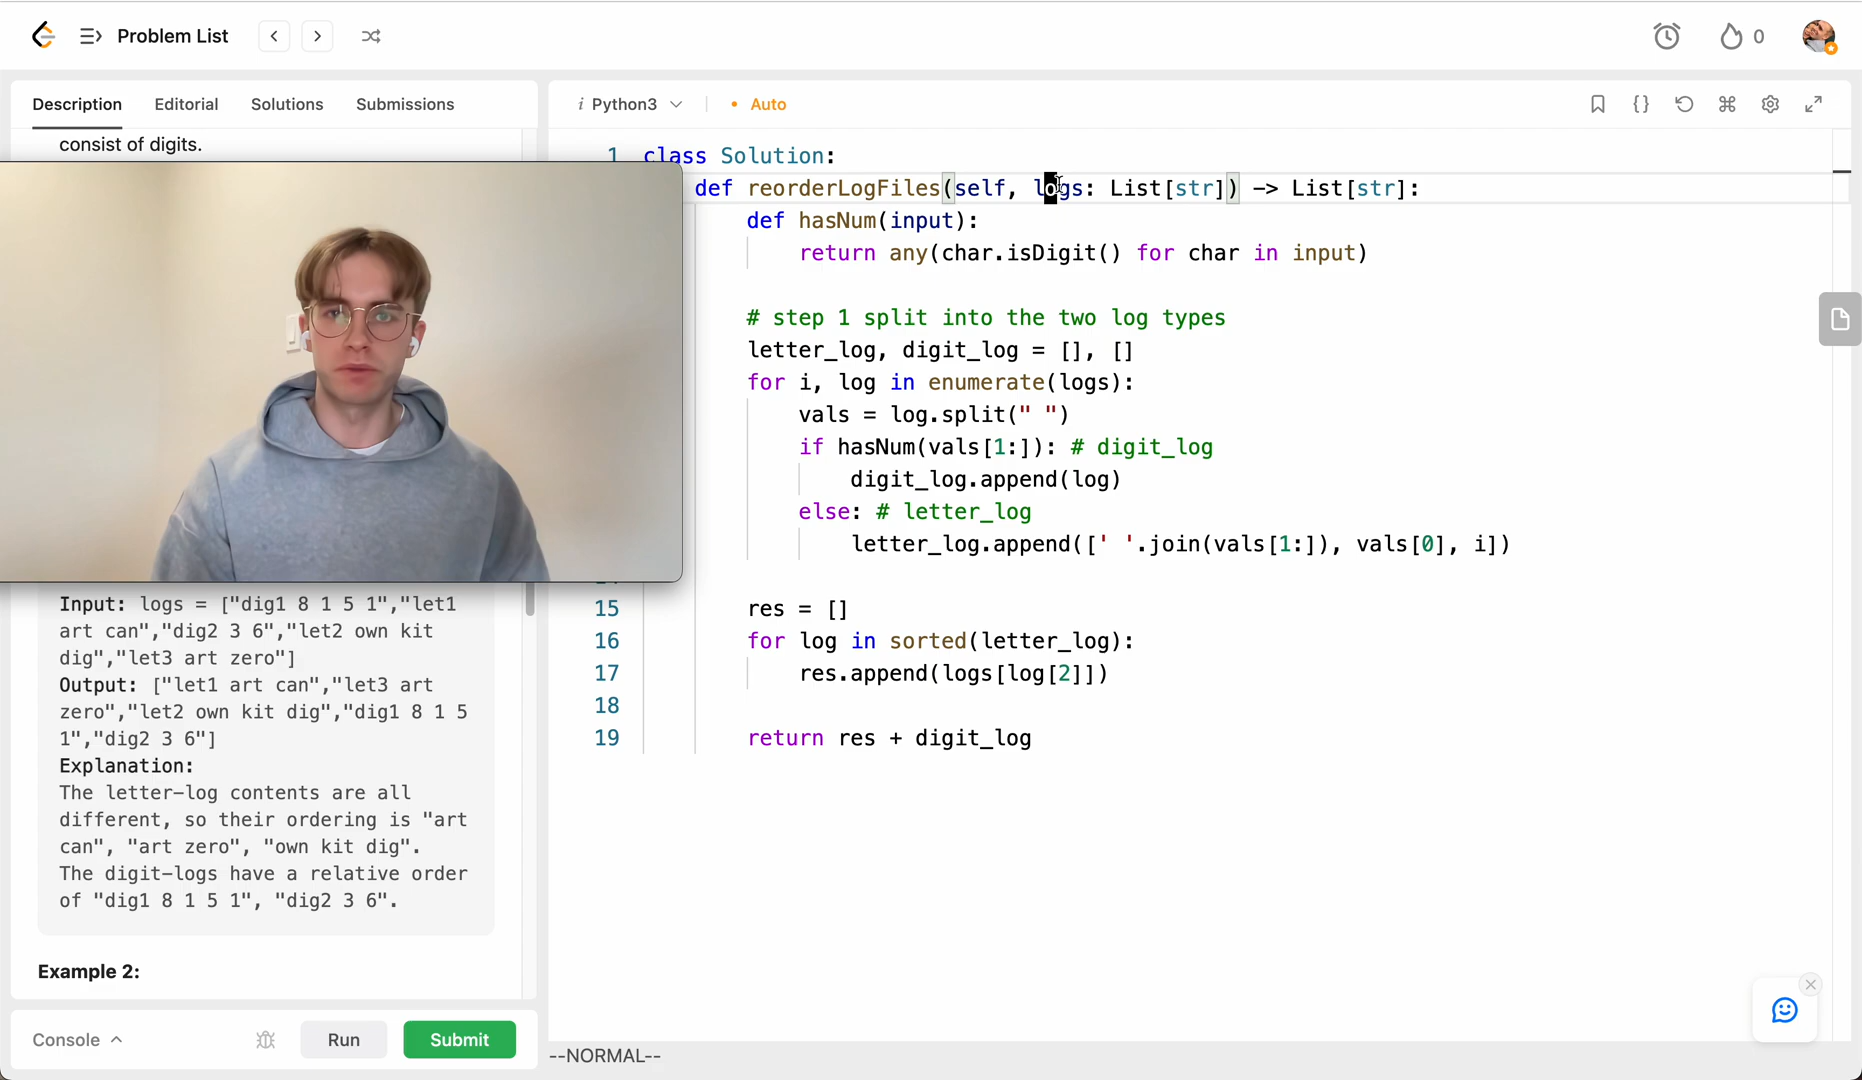 Problem List
0
Description
Editorial
Solutions
Submissions
consist of digits.
Input: logs = ["dig1 8 1 5 1","let1
art can","dig2 3 6","let2 own kit
dig","let3 art zero"]
Output: ["let1 art can","let3 art
zero","let2 own kit dig","dig1 8 1 5
1","dig2 3 6"]
Explanation:
The letter-log contents are all
different, so their ordering is "art
can", "art zero", "own kit dig".
The digit-logs have a relative order
of "dig1 8 1 5 1", "dig2 3 6".
Example 2:
Console
Run
Submit
i Python3
• Auto
1 class Solution:
def reorderLogFiles(self, logs: List[str]) -> List[str]:
def hasNum(input):
return any(char.isDigit() for char in input)
# step 1 split into the two log types
letter_log, digit_log = [], []
for i, log in enumerate(logs):
vals = log.split(" ")
if hasNum(vals[1:]): # digit_log
digit_log.append(log)
else: # letter_log
letter_log.append([' '.join(vals[1:]), vals[0], i])
15 res = []
16 for log in sorted(letter_log):
17 res.append(logs[log[2]])
18
19 return res + digit_log
--NORMAL--